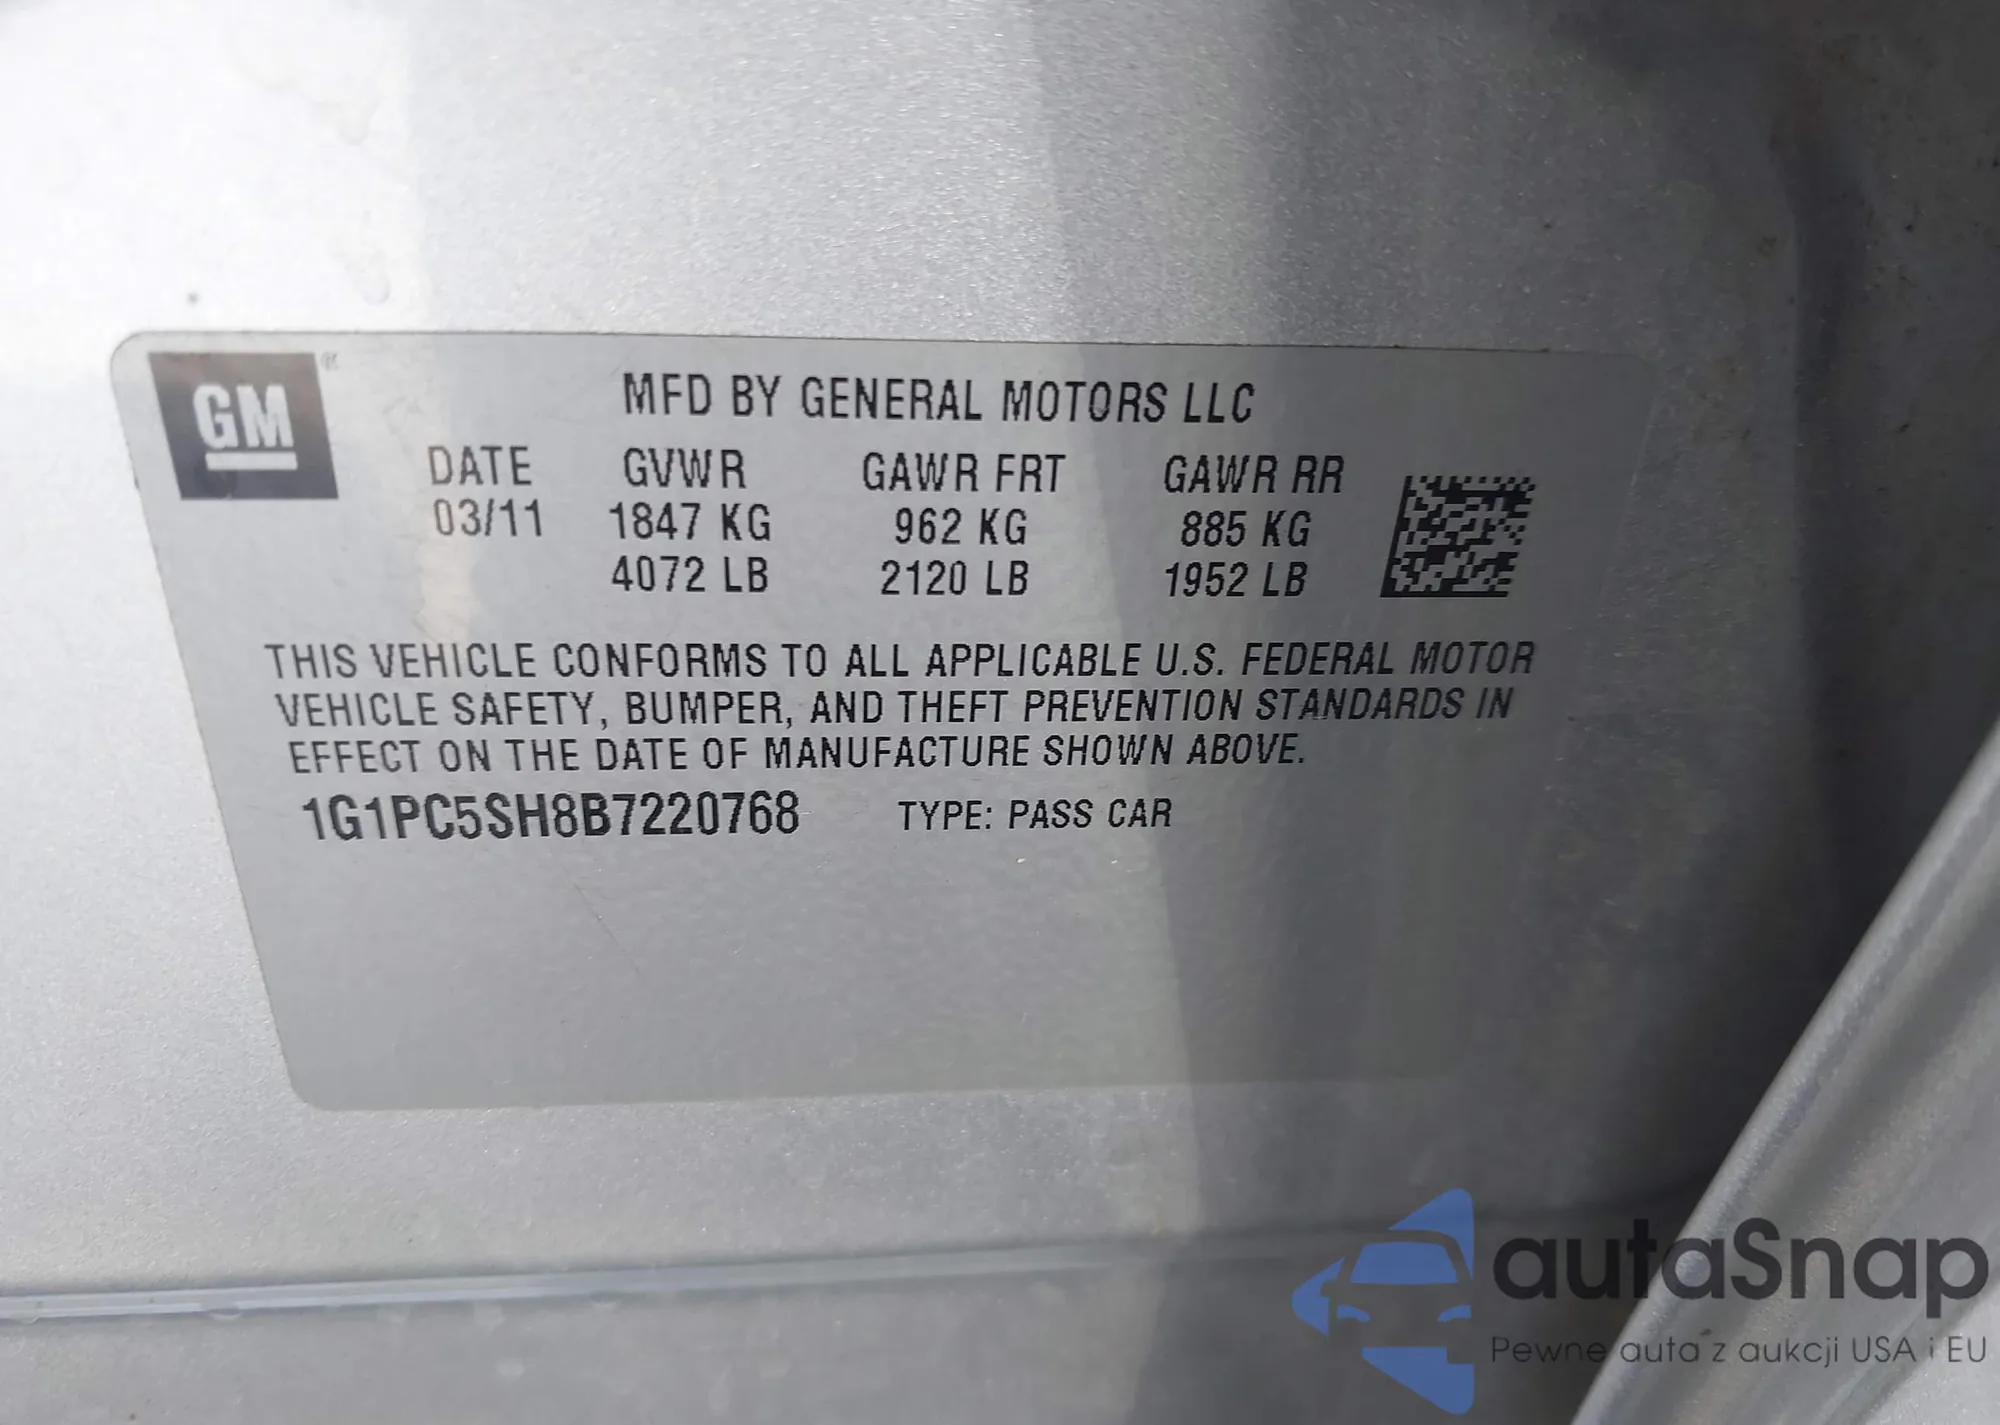 GM ®
MFD BY GENERAL MOTORS LLC
DATE GVWR GAWR FRT GAWR RR
03/11 1847 KG 962 KG 885 KG
4072 LB 2120 LB 1952 LB
THIS VEHICLE CONFORMS TO ALL APPLICABLE U.S. FEDERAL MOTOR
VEHICLE SAFETY, BUMPER, AND THEFT PREVENTION STANDARDS IN
EFFECT ON THE DATE OF MANUFACTURE SHOWN ABOVE.
1G1PC5SH8B7220768 TYPE: PASS CAR
autaSnap
Pewne auta z aukcji USA i EU